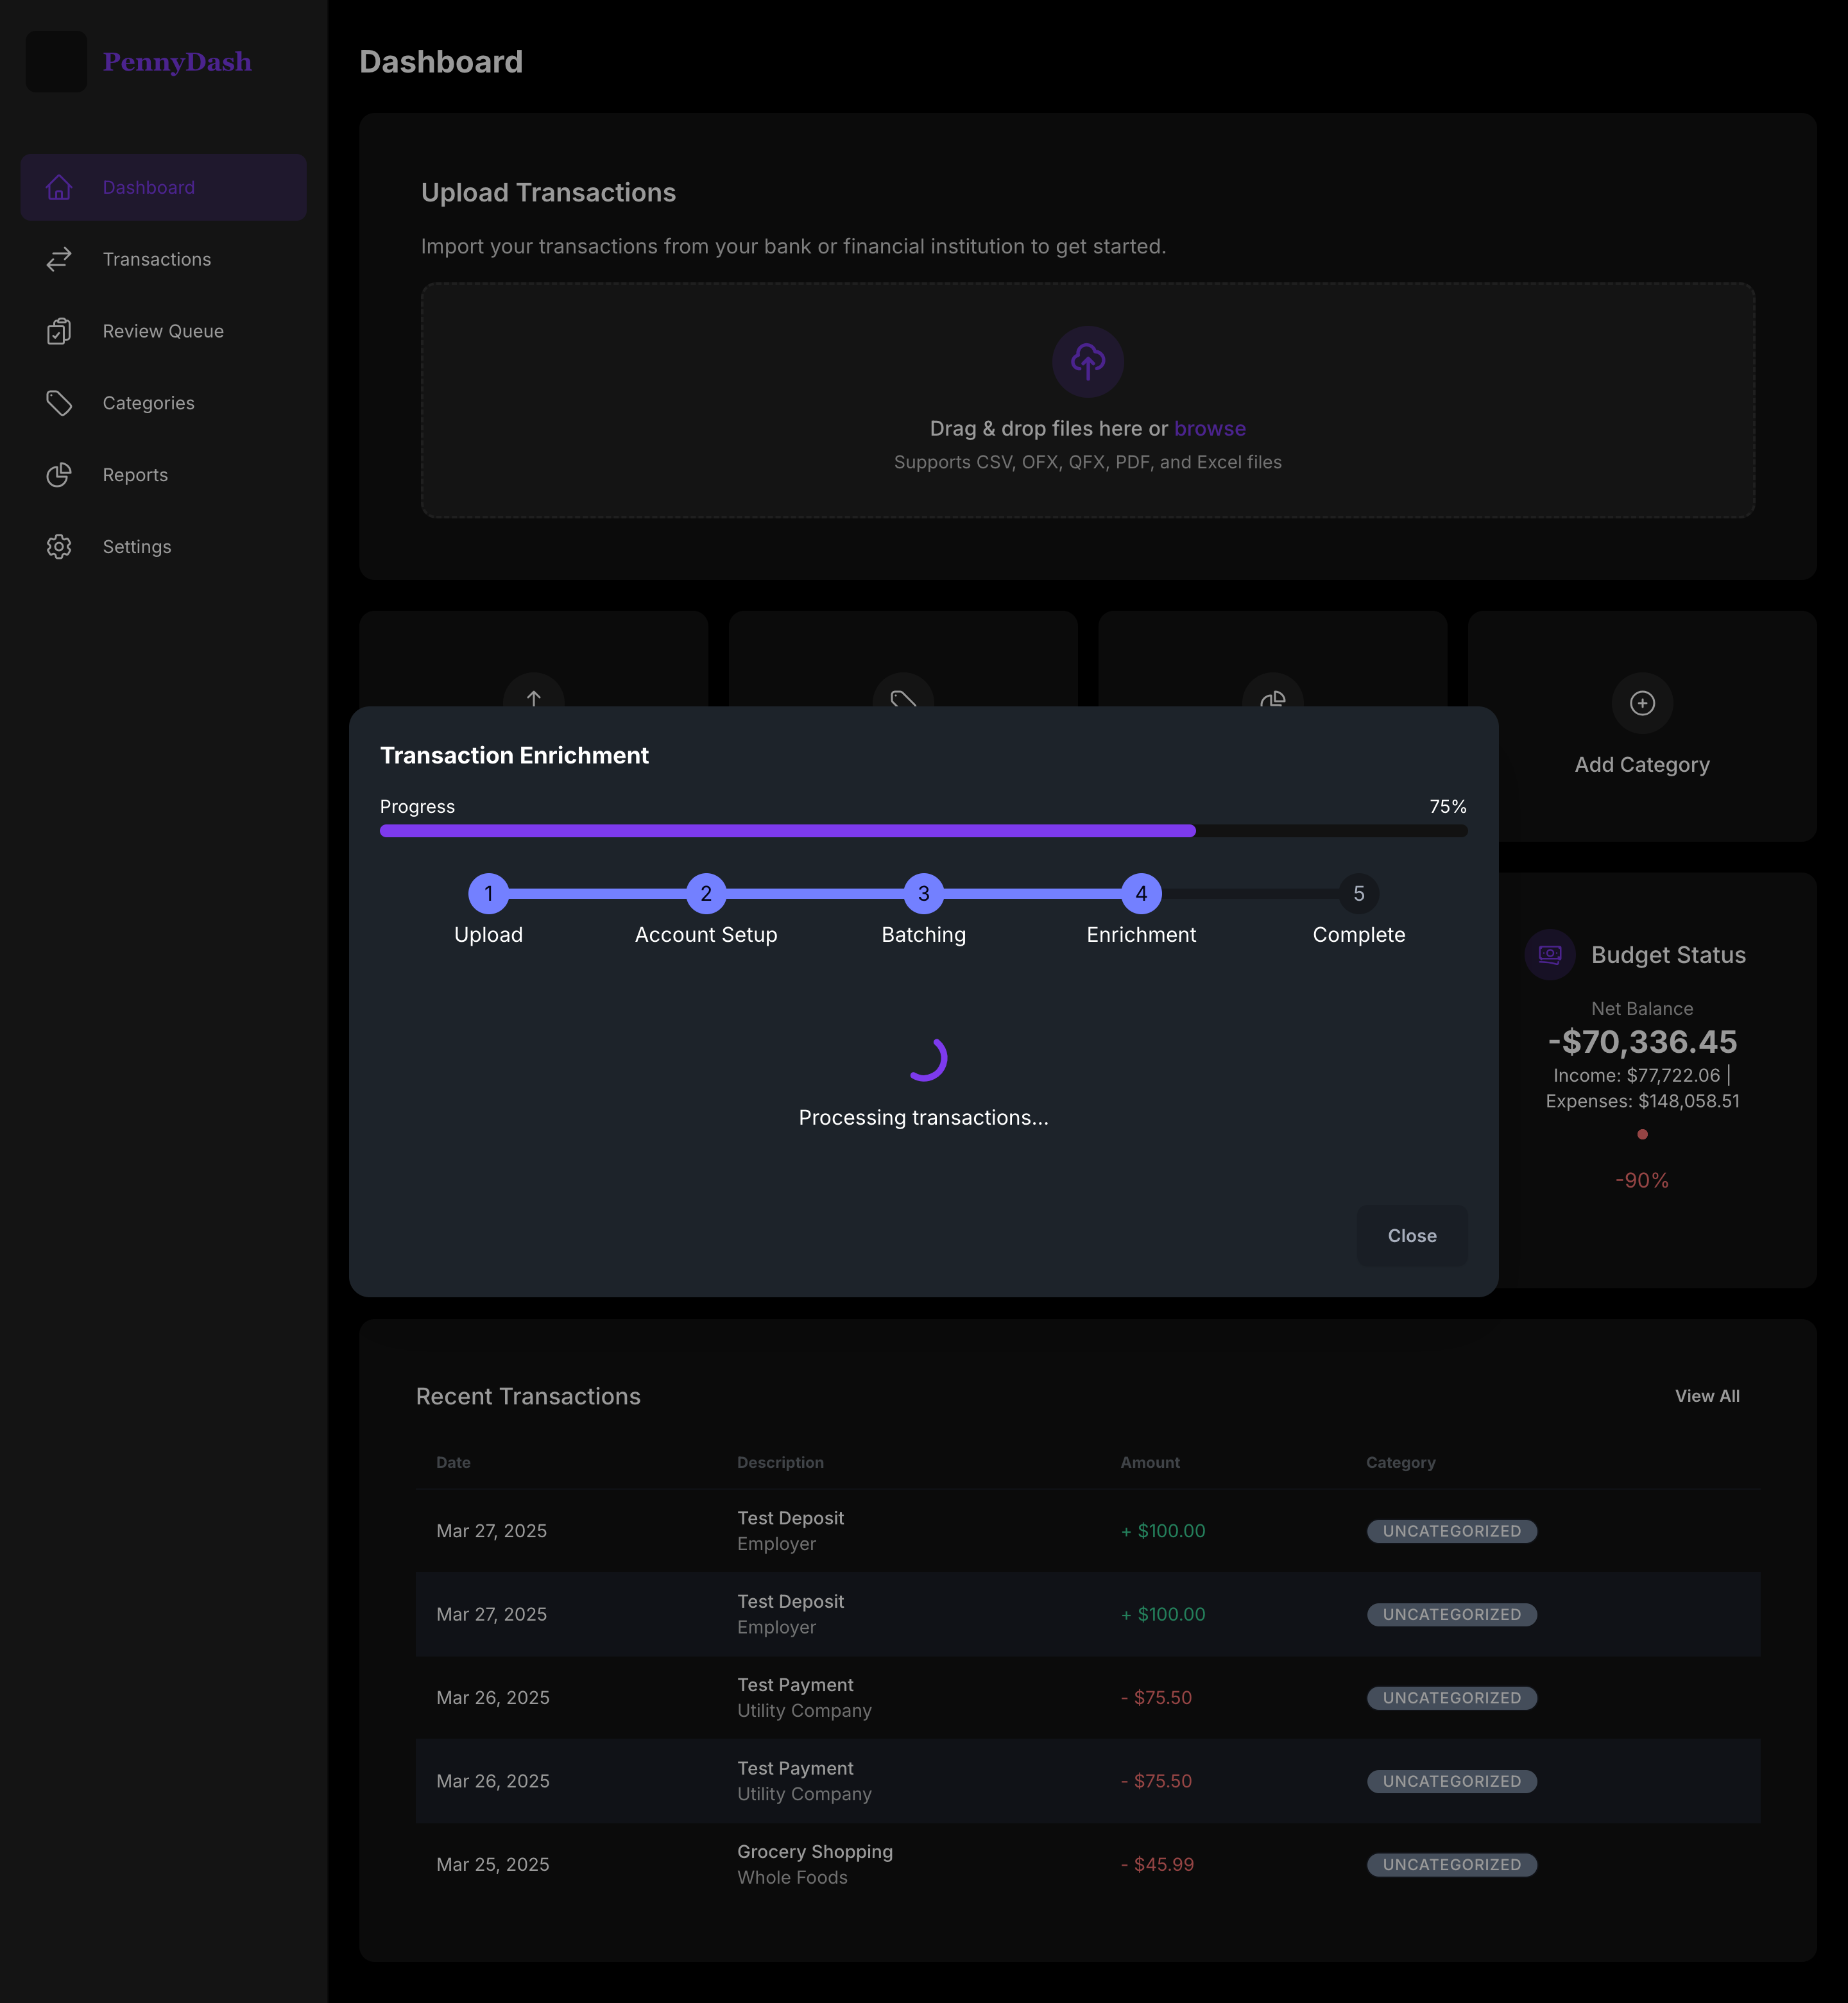 PennyDash
Dashboard
Transactions
Review Queue
Categories
Reports
Settings
Dashboard
Upload Transactions
Import your transactions from your bank or financial institution to get started.
Drag & drop files here or browse
Supports CSV, OFX, QFX, PDF, and Excel files
Add Category
Transaction Enrichment
Progress 75%
1 2 3 4 5
Upload Account Setup Batching Enrichment Complete
Processing transactions...
Close
Budget Status
Net Balance
-$70,336.45
Income: $77,722.06 |
Expenses: $148,058.51
-90%
Recent Transactions View All
Date Description Amount Category
Mar 27, 2025 Test Deposit + $100.00 UNCATEGORIZED
Employer
Mar 27, 2025 Test Deposit + $100.00 UNCATEGORIZED
Employer
Mar 26, 2025 Test Payment - $75.50 UNCATEGORIZED
Utility Company
Mar 26, 2025 Test Payment - $75.50 UNCATEGORIZED
Utility Company
Mar 25, 2025 Grocery Shopping - $45.99 UNCATEGORIZED
Whole Foods